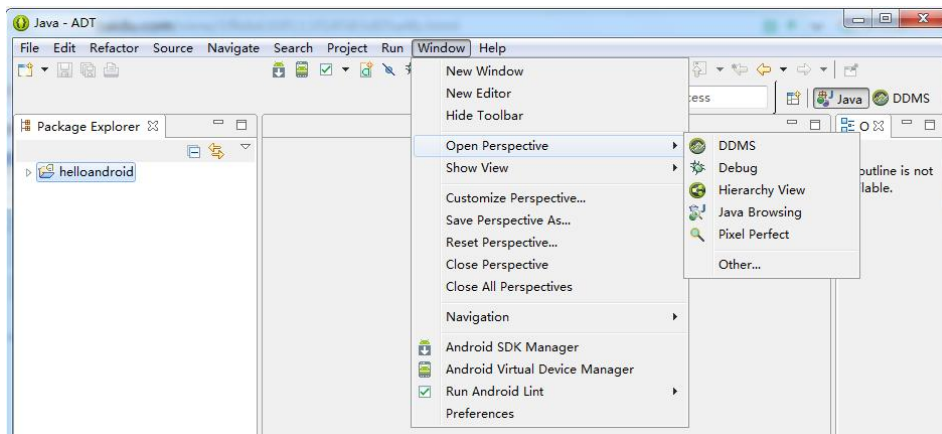 Java - ADT
File Edit Refactor Source Navigate Search Project Run Window Help
Java DDMS
Package Explorer
helloandroid
New Window
New Editor
Hide Toolbar
Open Perspective
Show View
Customize Perspective...
Save Perspective As...
Reset Perspective...
Close Perspective
Close All Perspectives
Navigation
Android SDK Manager
Android Virtual Device Manager
Run Android Lint
Preferences
DDMS
Debug
Hierarchy View
Java Browsing
Pixel Perfect
Other...
cess
O
outline is not
lable.